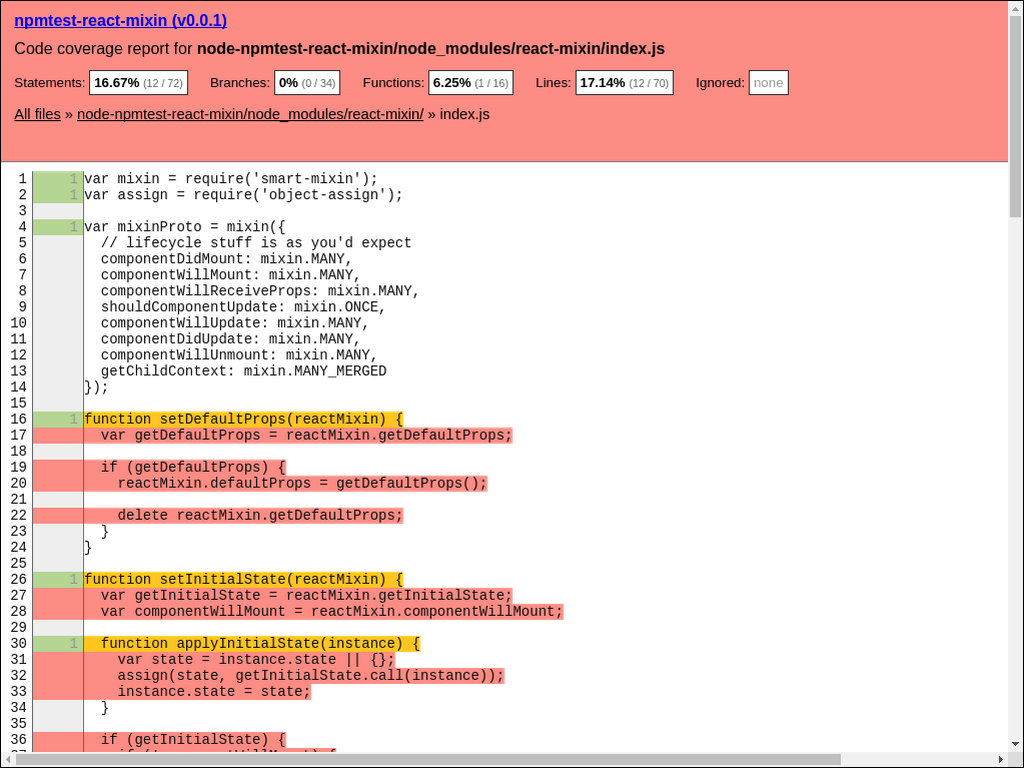 npmtest-react-mixin (v0.0.1)
Code coverage report for node-npmtest-react-mixin/node_modules/react-mixin/index.js
Statements: 16.67% (12 / 72) Branches: 0% (0 / 34) Functions: 6.25% (1 / 16) Lines: 17.14% (12 / 70) Ignored: none
All files » node-npmtest-react-mixin/node_modules/react-mixin/ » index.js
1 1 var mixin = require('smart-mixin');
2 1 var assign = require('object-assign');
3
4 1 var mixinProto = mixin({
5   // lifecycle stuff is as you'd expect
6   componentDidMount: mixin.MANY,
7   componentWillMount: mixin.MANY,
8   componentWillReceiveProps: mixin.MANY,
9   shouldComponentUpdate: mixin.ONCE,
10   componentWillUpdate: mixin.MANY,
11   componentDidUpdate: mixin.MANY,
12   componentWillUnmount: mixin.MANY,
13   getChildContext: mixin.MANY_MERGED
14 });
15
16 1 function setDefaultProps(reactMixin) {
17   var getDefaultProps = reactMixin.getDefaultProps;
18
19   if (getDefaultProps) {
20     reactMixin.defaultProps = getDefaultProps();
21
22     delete reactMixin.getDefaultProps;
23   }
24 }
25
26 1 function setInitialState(reactMixin) {
27   var getInitialState = reactMixin.getInitialState;
28   var componentWillMount = reactMixin.componentWillMount;
29
30 1   function applyInitialState(instance) {
31     var state = instance.state || {};
32     assign(state, getInitialState.call(instance));
33     instance.state = state;
34   }
35
36   if (getInitialState) {